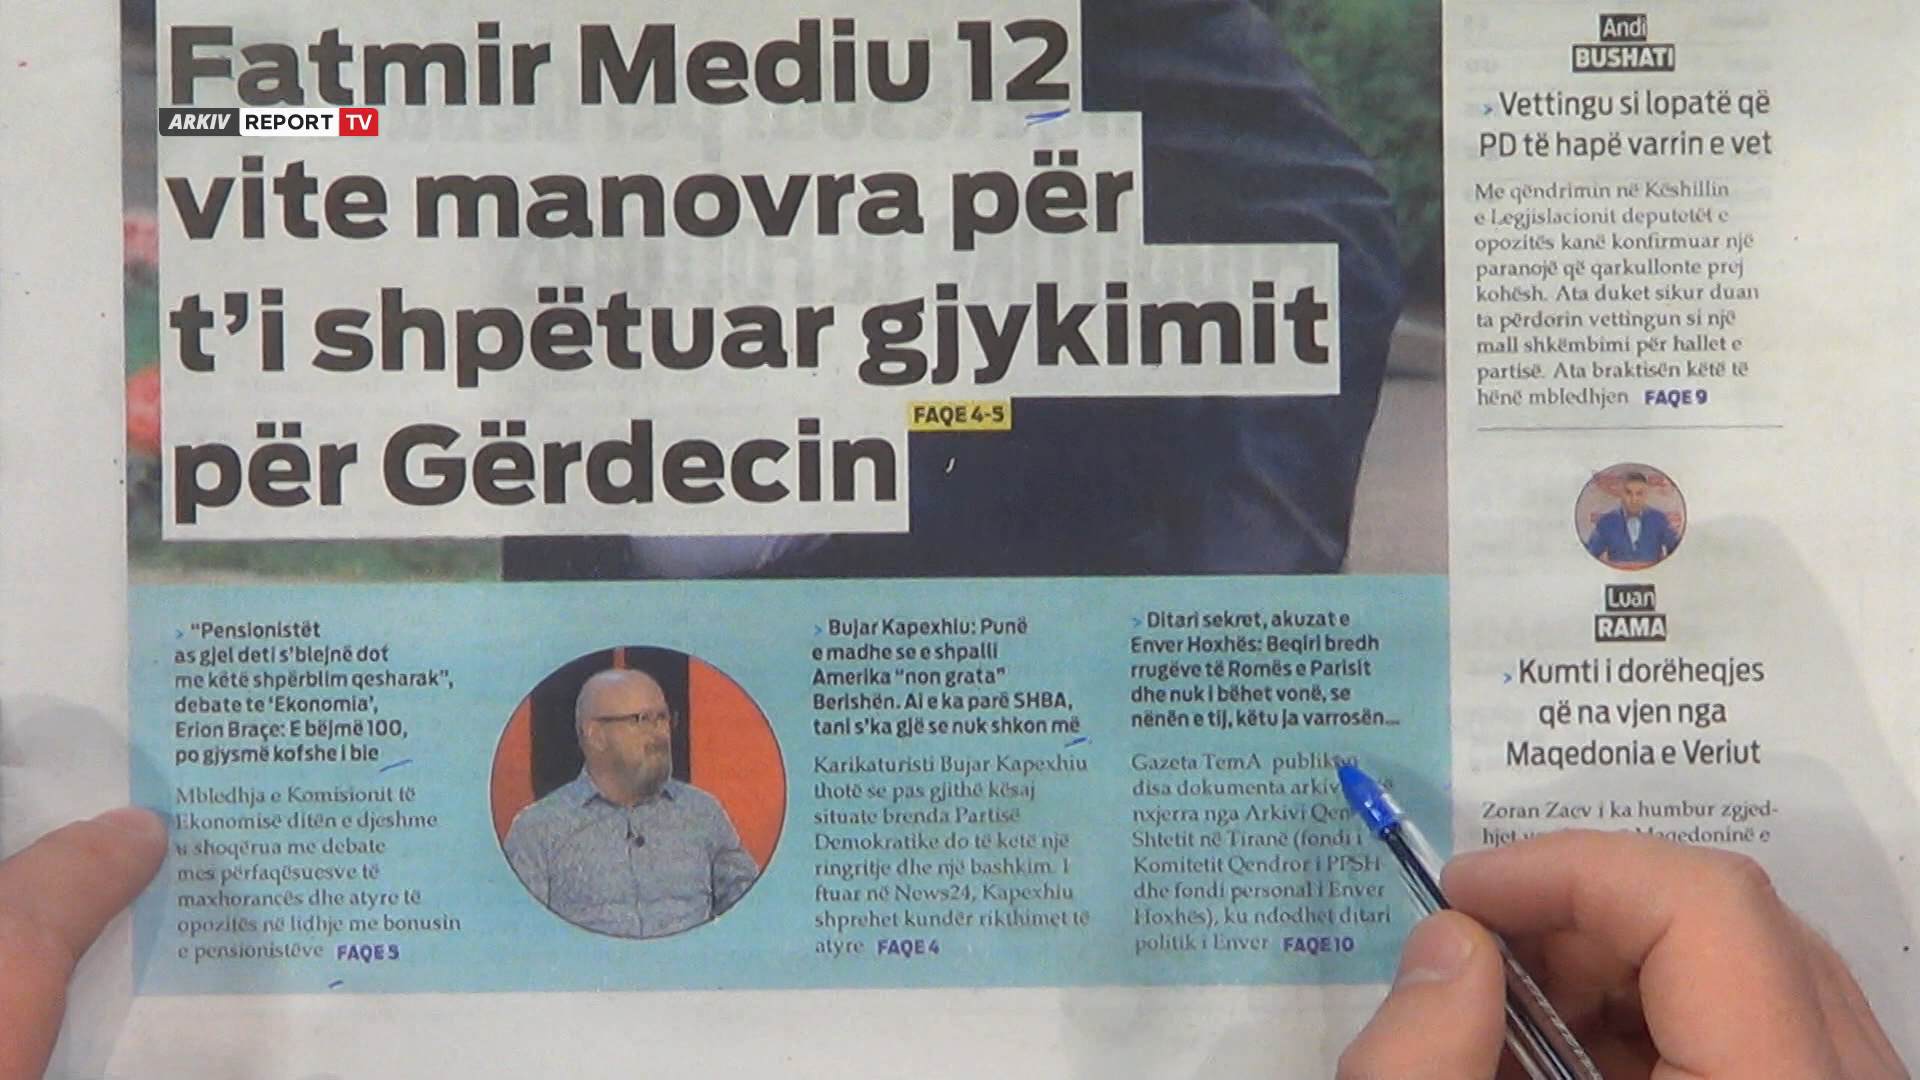 Fatmir Mediu 12
ARKIV REPORT TV
vite manovra për
t'i shpëtuar gjykimit
për Gërdecin
FAQE 4-5
> "Pensionistët
as gjel deti s'blejnë dot
me këtë shpërblim qesharak",
debate te 'Ekonomia',
Erion Braçe: E bëjmë 100,
po gjysmë kofshe i bie
Mbledhja e Komisionit të
Ekonomisë ditën e djeshme
u shoqërua me debate
mes përfaqësuesve të
maxhorancës dhe atyre të
opozitës në lidhje me bonusin
e pensionistëve FAQE 5
> Bujar Kapexhiu: Punë
e madhe se e shpalli
Amerika "non grata"
Berishën. Ai e ka parë SHBA,
tani s'ka gjë se nuk shkon më
Karikaturisti Bujar Kapexhiu
thotë se pas gjithë kësaj
situate brenda Partisë
Demokratike do të ketë një
ringritje dhe një bashkim. I
ftuar në News24, Kapexhiu
shprehet kundër rikthimet të
atyre FAQE 4
> Ditari sekret, akuzat e
Enver Hoxhës: Beqiri bredh
rrugëve të Romës e Parisit
dhe nuk i bëhet vonë, se
nënën e tij, këtu ja varrosën...
Gazeta TemA
disa dokumenta
nxjerra nga Arkivi
Shtetit në Tiranë (fondi i
Komitetit Qendror i PPSH
dhe fondi personal i Enver
Hoxhës), ku ndodhet ditari
politik i Enver FAQE 10
Andi
BUSHATI
> Vettingu si lopatë që
PD të hapë varrin e vet
Me qëndrimin në Këshillin
e Legjislacionit deputetët e
opozitës kanë konfirmuar një
paranojë që qarkullonte prej
kohësh. Ata duket sikur duan
ta përdorin vettingun si një
mall shkëmbimi për hallet e
partisë. Ata braktisën këtë të
hënë mbledhjen FAQE 9
Luan
RAMA
> Kumti i dorëheqjes
që na vjen nga
Maqedonia e Veriut
Zoran Zaev i ka humbur zgjed-